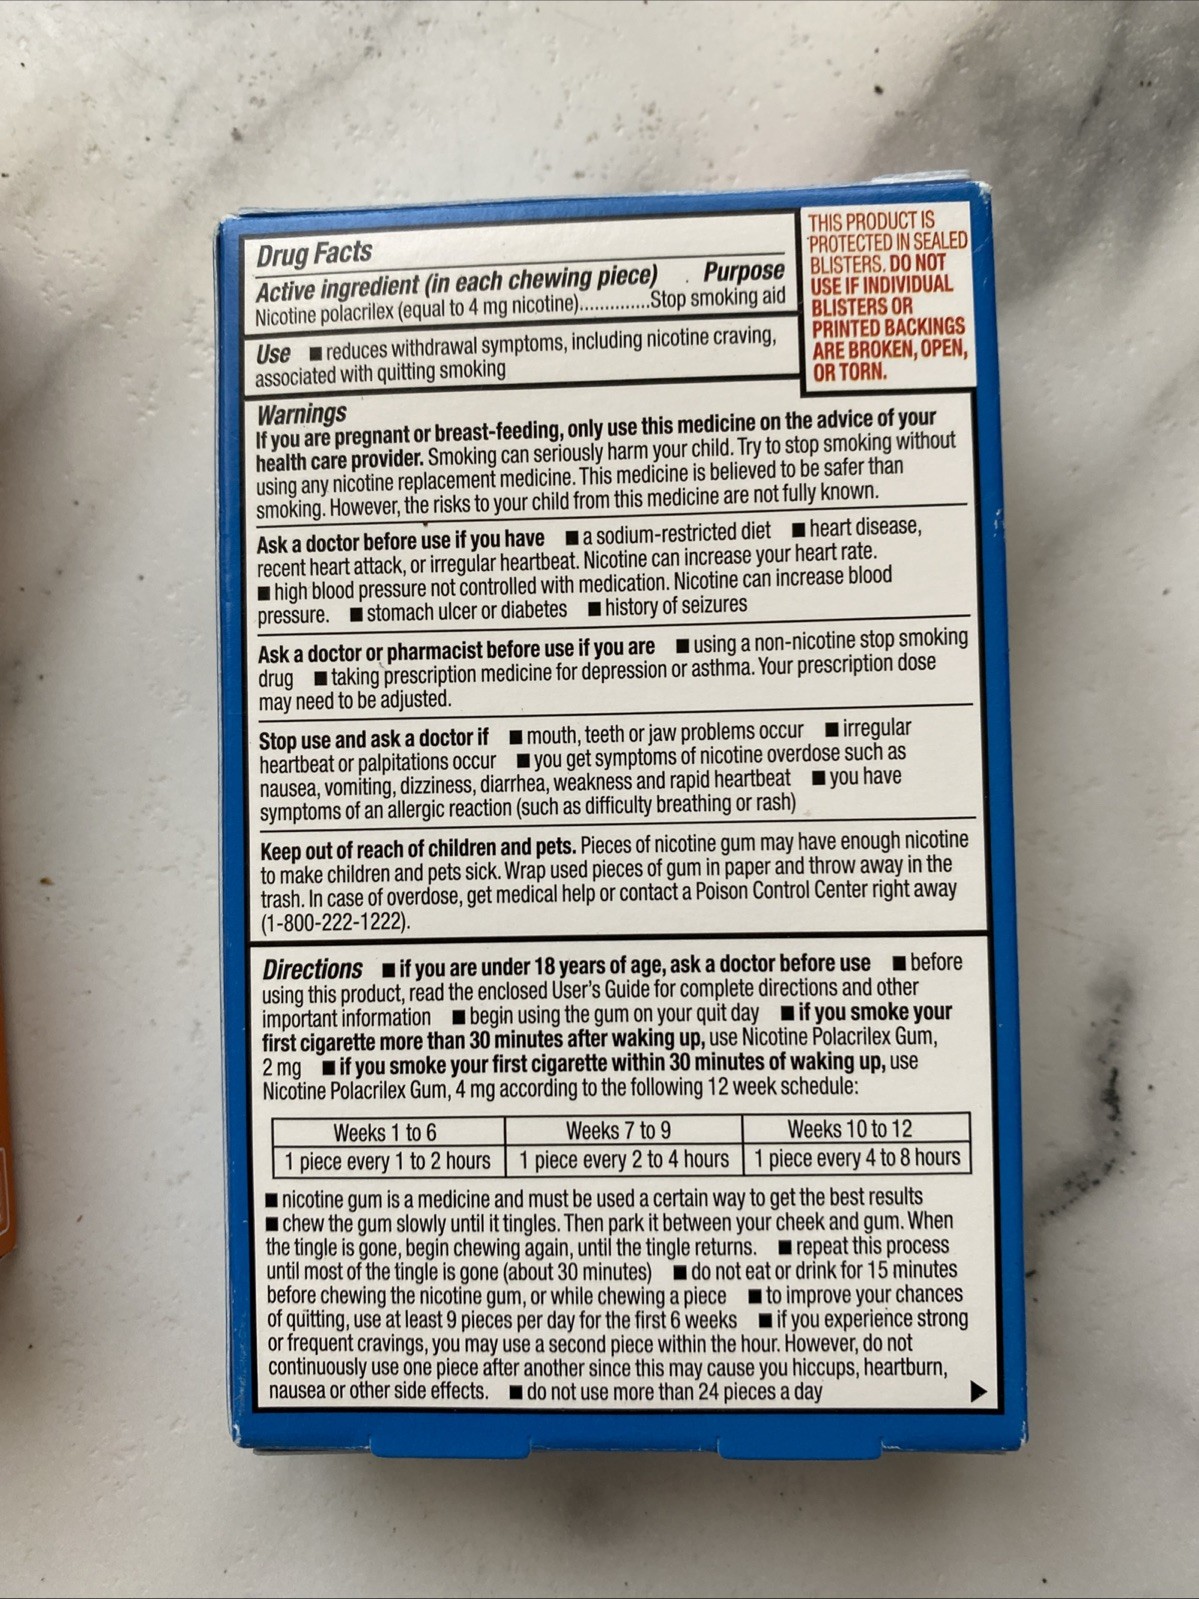 Drug Facts
Active ingredient (in each chewing piece) Purpose
Nicotine polacrilex (equal to 4 mg nicotine).............Stop smoking aid
THIS PRODUCT IS
PROTECTED IN SEALED
BLISTERS. DO NOT
USE IF INDIVIDUAL
BLISTERS OR
PRINTED BACKINGS
ARE BROKEN, OPEN,
OR TORN.
Use ■ reduces withdrawal symptoms, including nicotine craving,
associated with quitting smoking
Warnings
If you are pregnant or breast-feeding, only use this medicine on the advice of your
health care provider. Smoking can seriously harm your child. Try to stop smoking without
using any nicotine replacement medicine. This medicine is believed to be safer than
smoking. However, the risks to your child from this medicine are not fully known.
Ask a doctor before use if you have ■ a sodium-restricted diet ■ heart disease,
recent heart attack, or irregular heartbeat. Nicotine can increase your heart rate.
■ high blood pressure not controlled with medication. Nicotine can increase blood
pressure. ■ stomach ulcer or diabetes ■ history of seizures
Ask a doctor or pharmacist before use if you are ■ using a non-nicotine stop smoking
drug ■ taking prescription medicine for depression or asthma. Your prescription dose
may need to be adjusted.
Stop use and ask a doctor if ■ mouth, teeth or jaw problems occur ■ irregular
heartbeat or palpitations occur ■ you get symptoms of nicotine overdose such as
nausea, vomiting, dizziness, diarrhea, weakness and rapid heartbeat ■ you have
symptoms of an allergic reaction (such as difficulty breathing or rash)
Keep out of reach of children and pets. Pieces of nicotine gum may have enough nicotine
to make children and pets sick. Wrap used pieces of gum in paper and throw away in the
trash. In case of overdose, get medical help or contact a Poison Control Center right away
(1-800-222-1222).
Directions ■ if you are under 18 years of age, ask a doctor before use ■ before
using this product, read the enclosed User's Guide for complete directions and other
important information ■ begin using the gum on your quit day ■ if you smoke your
first cigarette more than 30 minutes after waking up, use Nicotine Polacrilex Gum,
2 mg ■ if you smoke your first cigarette within 30 minutes of waking up, use
Nicotine Polacrilex Gum, 4 mg according to the following 12 week schedule:
Weeks 1 to 6 Weeks 7 to 9 Weeks 10 to 12
1 piece every 1 to 2 hours 1 piece every 2 to 4 hours 1 piece every 4 to 8 hours
■ nicotine gum is a medicine and must be used a certain way to get the best results
■ chew the gum slowly until it tingles. Then park it between your cheek and gum. When
the tingle is gone, begin chewing again, until the tingle returns. ■ repeat this process
until most of the tingle is gone (about 30 minutes) ■ do not eat or drink for 15 minutes
before chewing the nicotine gum, or while chewing a piece ■ to improve your chances
of quitting, use at least 9 pieces per day for the first 6 weeks ■ if you experience strong
or frequent cravings, you may use a second piece within the hour. However, do not
continuously use one piece after another since this may cause you hiccups, heartburn,
nausea or other side effects. ■ do not use more than 24 pieces a day